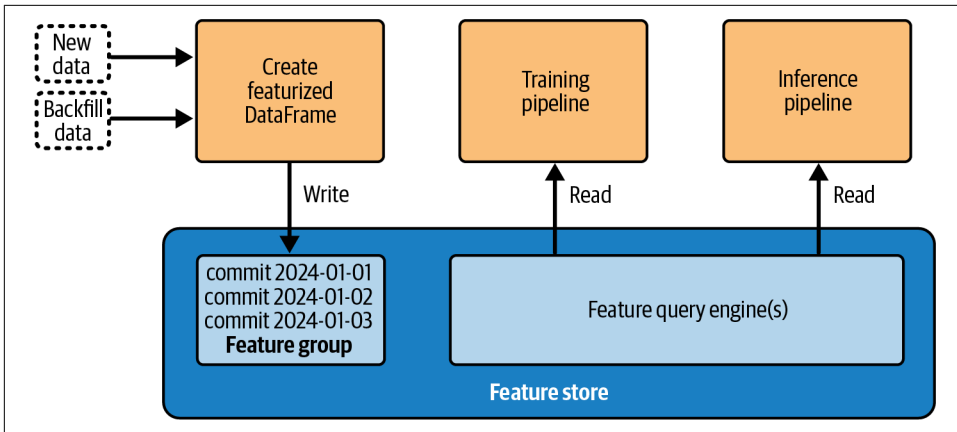 New
data
Backfill
data
Create
featurized
DataFrame
Training
pipeline
Inference
pipeline
Write
Read
Read
commit 2024-01-01
commit 2024-01-02
commit 2024-01-03
Feature group
Feature query engine(s)
Feature store